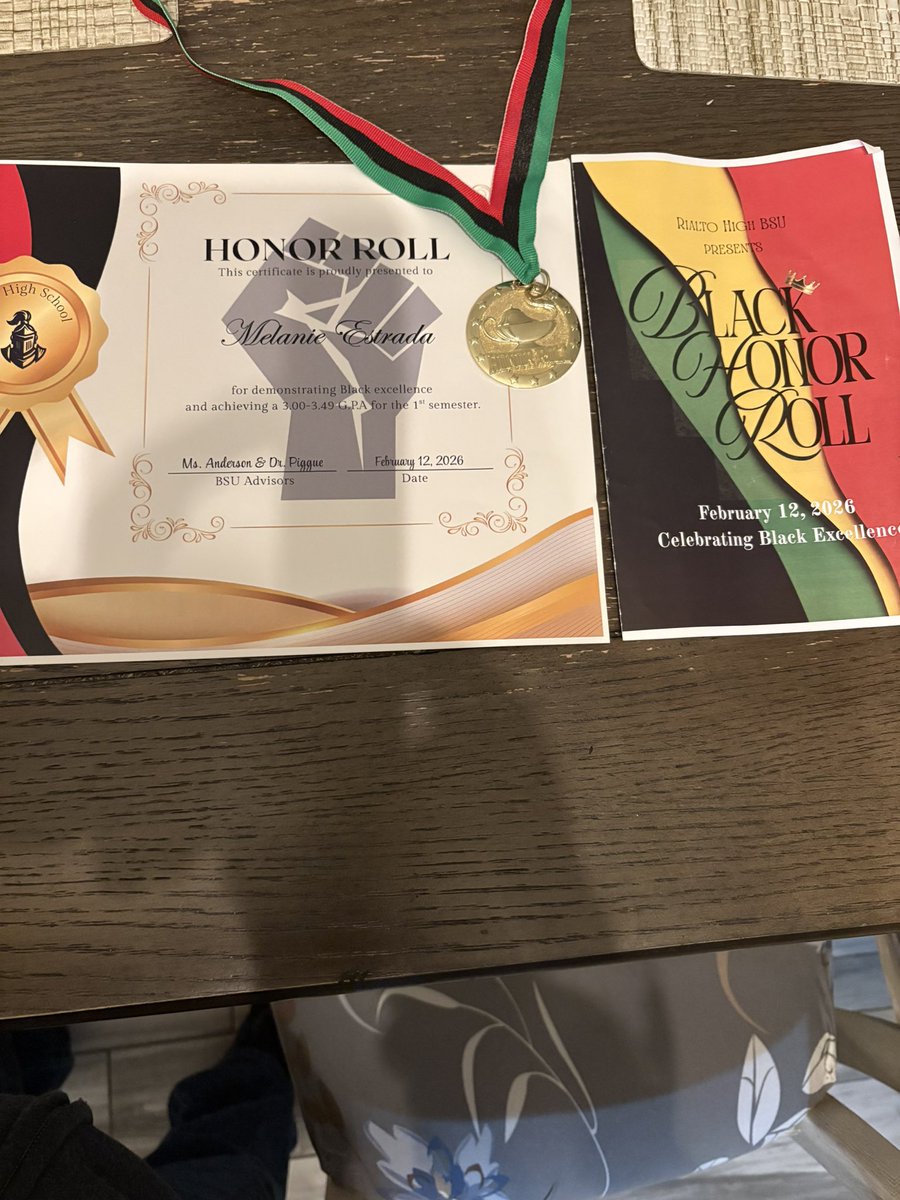 High School
HONOR ROLL
This certificate is proudly presented to
Melanie Estrada
for demonstrating Black excellence
and achieving a 3.00-3.49 G.P.A for the 1st semester.
Ms. Anderson & Dr. Piggue
February 12, 2026
BSU Advisors
Date
RIALTO HIGH BSU
PRESENTS
BLACK
HONOR
ROLL
February 12, 2026
Celebrating Black Excellence